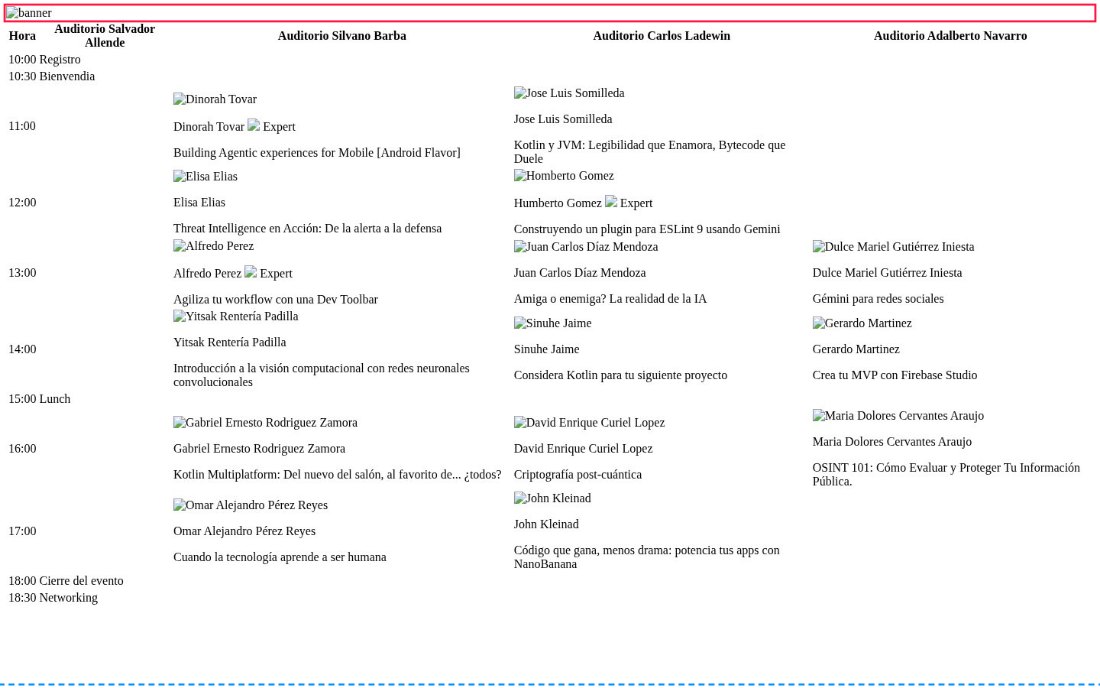 banner
Hora Auditorio Salvador Allende Auditorio Silvano Barba Auditorio Carlos Ladewin Auditorio Adalberto Navarro
10:00 Registro
10:30 Bienvendia
11:00
Dinorah Tovar
Dinorah Tovar Expert
Building Agentic experiences for Mobile [Android Flavor]
Jose Luis Somilleda
Jose Luis Somilleda
Kotlin y JVM: Legibilidad que Enamora, Bytecode que
Duele
12:00
Elisa Elias
Elisa Elias
Threat Intelligence en Acción: De la alerta a la defensa
Homberto Gomez
Humberto Gomez Expert
Construyendo un plugin para ESLint 9 usando Gemini
13:00
Alfredo Perez
Alfredo Perez Expert
Agiliza tu workflow con una Dev Toolbar
Juan Carlos Díaz Mendoza
Juan Carlos Díaz Mendoza
Amiga o enemiga? La realidad de la IA
Dulce Mariel Gutiérrez Iniesta
Dulce Mariel Gutiérrez Iniesta
Gémini para redes sociales
14:00
Yitsak Rentería Padilla
Yitsak Rentería Padilla
Introducción a la visión computacional con redes neuronales
convolucionales
Sinuhe Jaime
Sinuhe Jaime
Considera Kotlin para tu siguiente proyecto
Gerardo Martinez
Gerardo Martinez
Crea tu MVP con Firebase Studio
15:00 Lunch
16:00
Gabriel Ernesto Rodriguez Zamora
Gabriel Ernesto Rodriguez Zamora
Kotlin Multiplatform: Del nuevo del salón, al favorito de... ¿todos?
David Enrique Curiel Lopez
David Enrique Curiel Lopez
Criptografía post-cuántica
Maria Dolores Cervantes Araujo
Maria Dolores Cervantes Araujo
OSINT 101: Cómo Evaluar y Proteger Tu Información
Pública.
17:00
Omar Alejandro Pérez Reyes
Omar Alejandro Pérez Reyes
Cuando la tecnología aprende a ser humana
John Kleinad
John Kleinad
Código que gana, menos drama: potencia tus apps con
NanoBanana
18:00 Cierre del evento
18:30 Networking